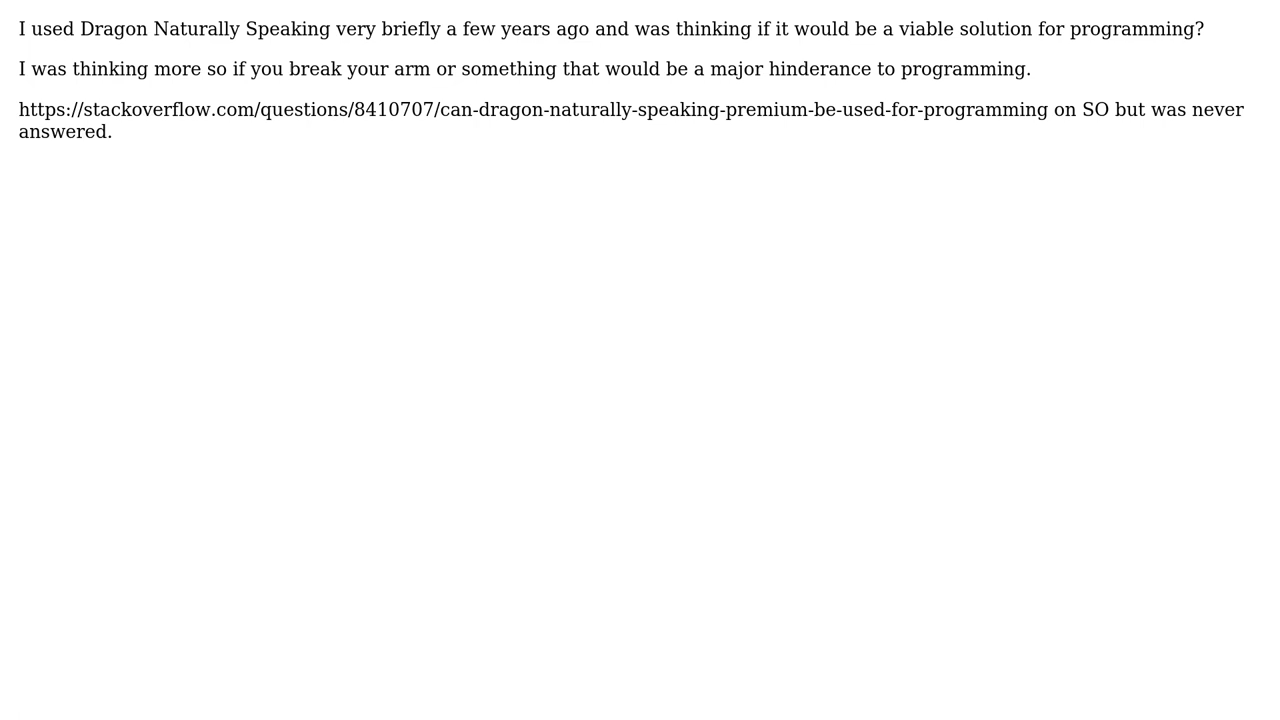 I used Dragon Naturally Speaking very briefly a few years ago and was thinking if it would be a viable solution for programming?
I was thinking more so if you break your arm or something that would be a major hinderance to programming.
https://stackoverflow.com/questions/8410707/can-dragon-naturally-speaking-premium-be-used-for-programming on SO but was never
answered.